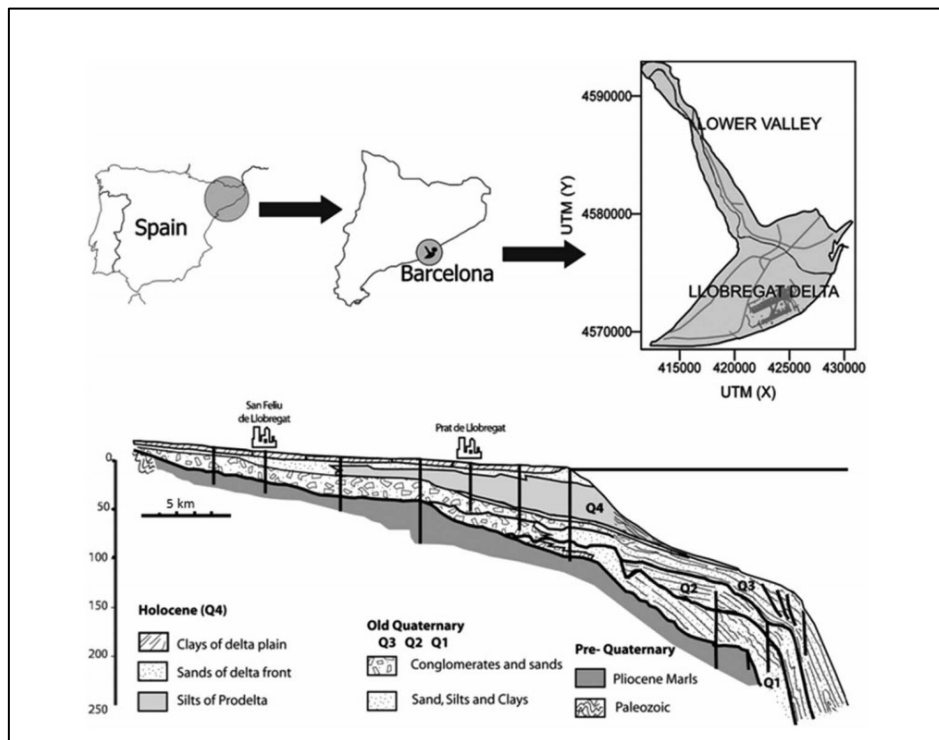 Spain
Barcelona
UTM (Y)
4590000
4580000
4570000
LOWER VALLEY
LLOBREGAT DELTA
415000 420000 425000 430000
UTM (X)
San Feliu
de Llobregat
Prat de Llobregat
0
50
100
150
200
250
5 km
Q4
Q3
Q2
Q1
Holocene (Q4)
Clays of delta plain
Sands of delta front
Silts of Prodelta
Old Quaternary
Q3 Q2 Q1
Conglomerates and sands
Sand, Silts and Clays
Pre- Quaternary
Pliocene Marls
Paleozoic